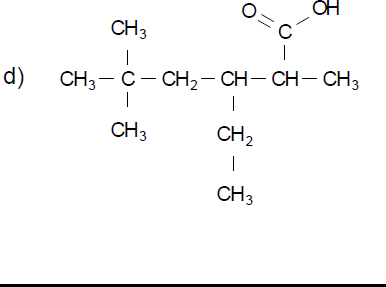 O OH
CH3 C
d) CH3 – C – CH2 – CH – CH – CH3
CH3 CH2
CH3